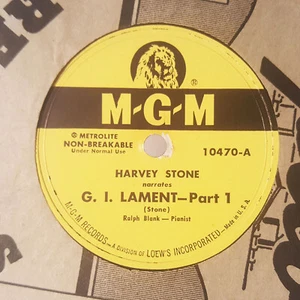 M-G-M
® METROLITE
NON-BREAKABLE
Under Normal Use
10470-A
HARVEY STONE
narrates
G. I. LAMENT—Part 1
(Stone)
Ralph Blank — Pianist
M-G-M RECORDS—A DIVISION OF LOEW'S INCORPORATED—Made in U.S.A.